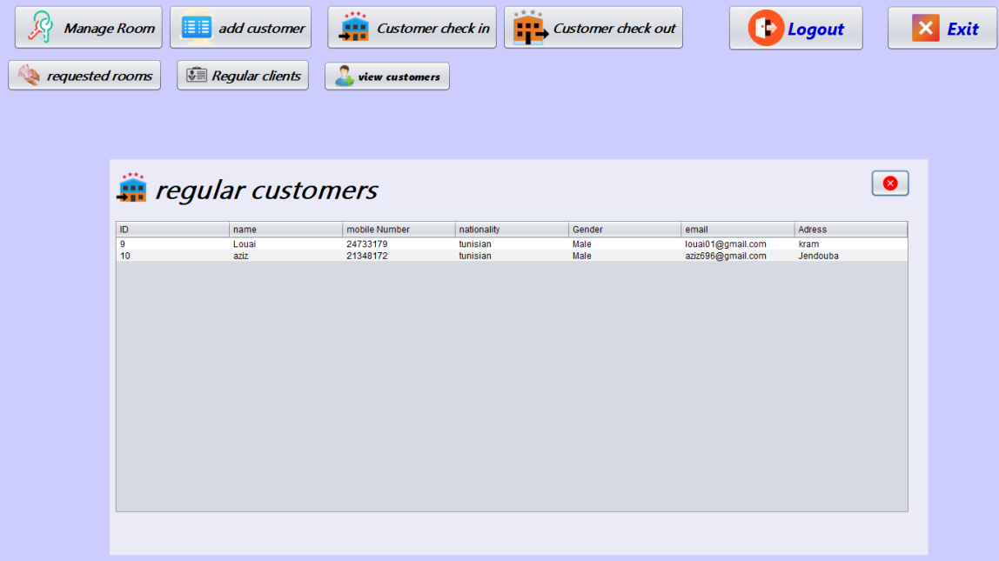 Manage Room add customer Customer check in Customer check out Logout Exit
requested rooms Regular clients view customers
regular customers
ID name mobile Number nationality Gender email Adress
9 Louai 24733179 tunisian Male louai01@gmail.com kram
10 aziz 21348172 tunisian Male aziz696@gmail.com Jendouba